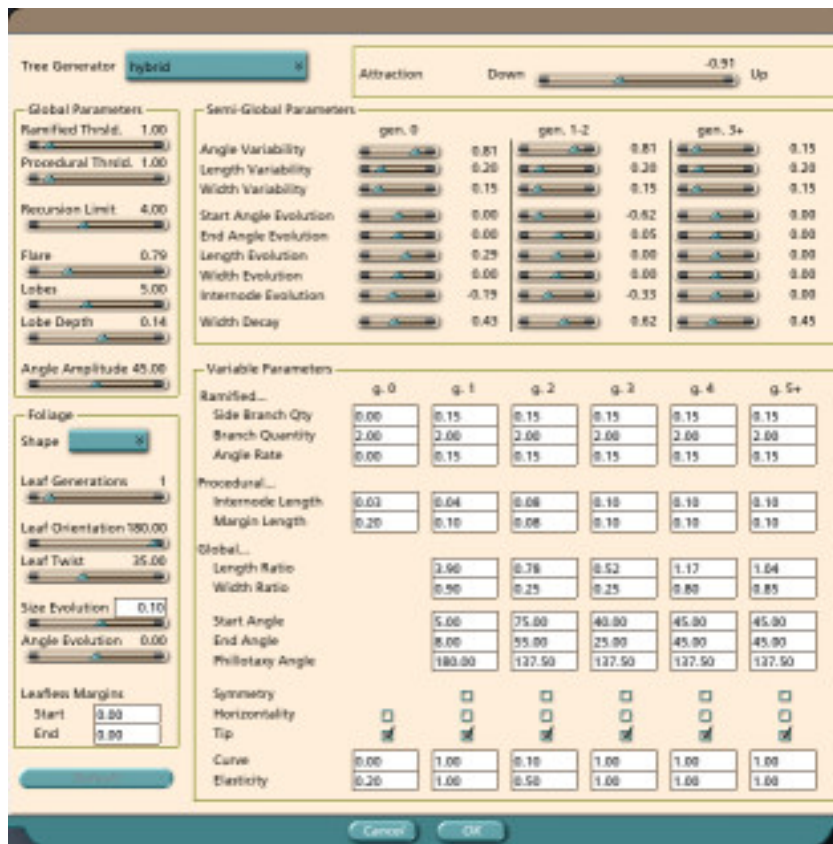 Tree Generator hybrid
Attraction Down -0.91 Up
Global Parameters
Ramified Thrsld. 1.00
Procedural Thrsld. 1.00
Recursion Limit 4.00
Flare 0.79
Lobes 5.00
Lobe Depth 0.14
Angle Amplitude 45.00
Foliage
Shape
Leaf Generations 1
Leaf Orientation 180.00
Leaf Twist 35.00
Size Evolution 0.10
Angle Evolution 0.00
Leafless Margins
Start 0.00
End 0.00
Semi-Global Parameters
gen. 0 gen. 1-2 gen. 3+
Angle Variability 0.81 0.81 0.15
Length Variability 0.20 0.20 0.20
Width Variability 0.15 0.15 0.15
Start Angle Evolution 0.00 -0.62 0.00
End Angle Evolution 0.00 0.05 0.00
Length Evolution 0.29 0.00 0.00
Width Evolution 0.00 0.00 0.00
Internode Evolution -0.19 -0.33 0.00
Width Decay 0.43 0.62 0.45
Variable Parameters
g. 0 g. 1 g. 2 g. 3 g. 4 g. 5+
Ramified...
Side Branch Qty 0.00 0.15 0.15 0.15 0.15 0.15
Branch Quantity 2.00 2.00 2.00 2.00 2.00 2.00
Angle Rate 0.00 0.15 0.15 0.15 0.15 0.15
Procedural...
Internode Length 0.03 0.04 0.08 0.10 0.10 0.10
Margin Length 0.20 0.10 0.08 0.10 0.10 0.10
Global...
Length Ratio 3.90 0.78 0.52 1.17 1.04
Width Ratio 0.90 0.25 0.25 0.80 0.85
Start Angle 5.00 75.00 40.00 45.00 45.00
End Angle 8.00 55.00 25.00 45.00 45.00
Phillotaxy Angle 180.00 137.50 137.50 137.50 137.50
Symmetry
Horizontality
Tip
Curve 0.00 1.00 0.10 1.00 1.00 1.00
Elasticity 0.20 1.00 0.50 1.00 1.00 1.00
Cancel OK